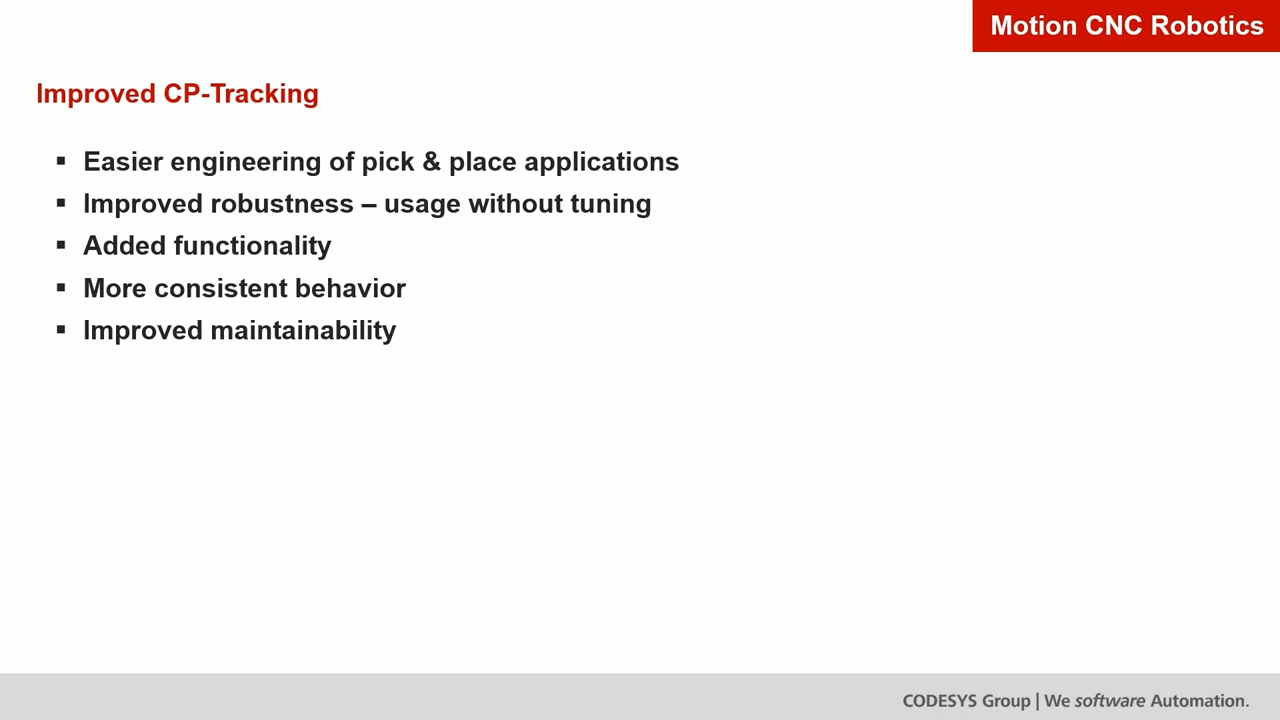 Motion CNC Robotics
Improved CP-Tracking
▪ Easier engineering of pick & place applications
▪ Improved robustness – usage without tuning
▪ Added functionality
▪ More consistent behavior
▪ Improved maintainability
CODESYS Group | We software Automation.